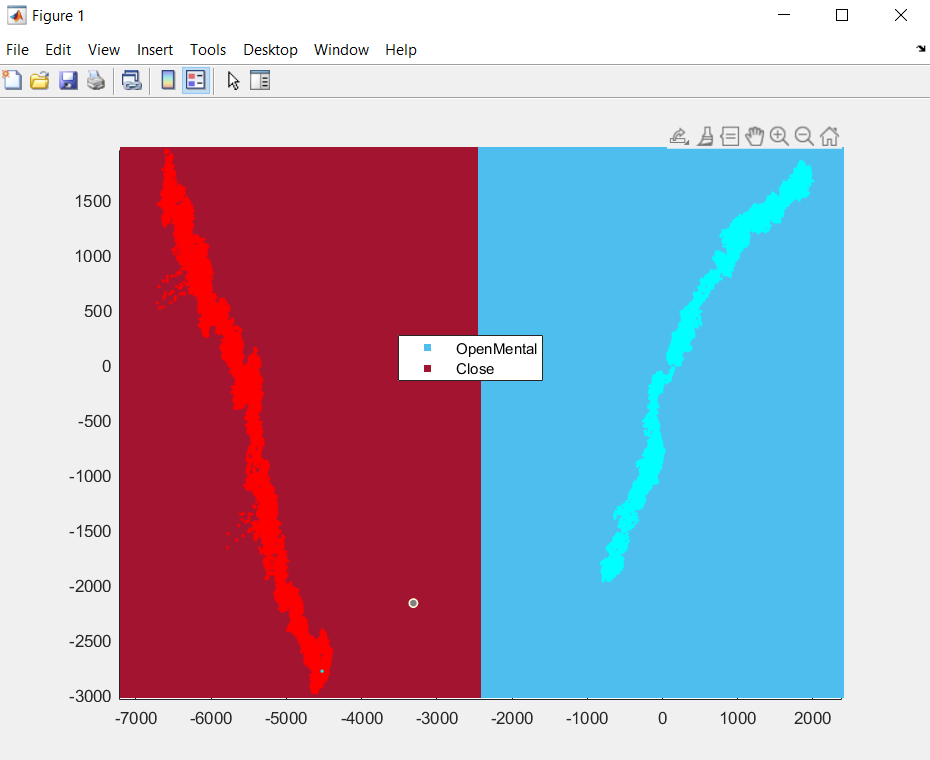 Figure 1
File Edit View Insert Tools Desktop Window Help
1500
1000
500
0
-500
-1000
-1500
-2000
-2500
-3000
OpenMental
Close
-7000 -6000 -5000 -4000 -3000 -2000 -1000 0 1000 2000